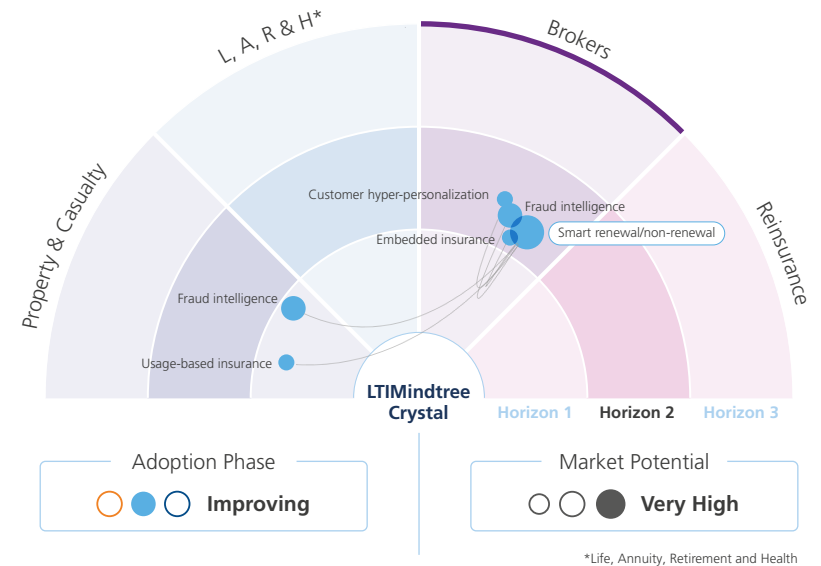 L, A, R & H*
Brokers
Property & Casualty
Reinsurance
Customer hyper-personalization
Fraud intelligence
Smart renewal/non-renewal
Embedded insurance
Fraud intelligence
Usage-based insurance
LTIMindtree
Crystal
Horizon 1
Horizon 2
Horizon 3
Adoption Phase
Improving
Market Potential
Very High
*Life, Annuity, Retirement and Health